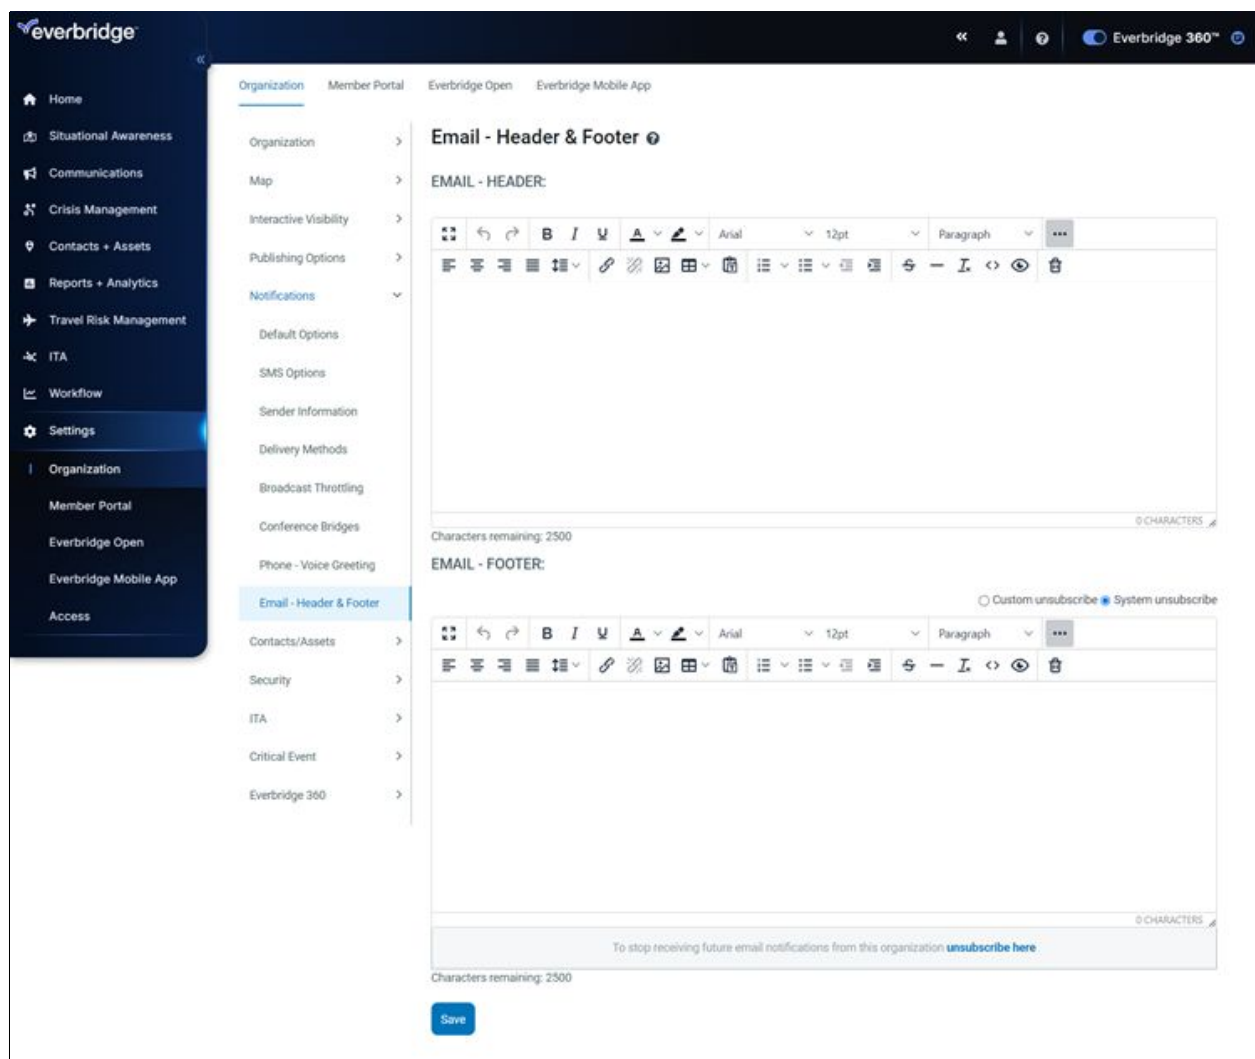 everbridge
Everbridge 360™
Home
Situational Awareness
Communications
Crisis Management
Contacts + Assets
Reports + Analytics
Travel Risk Management
ITA
Workflow
Settings
Organization
Member Portal
Everbridge Open
Everbridge Mobile App
Access
Organization Member Portal Everbridge Open Everbridge Mobile App
Organization
Map
Interactive Visibility
Publishing Options
Notifications
Default Options
SMS Options
Sender Information
Delivery Methods
Broadcast Throttling
Conference Bridges
Phone - Voice Greeting
Email - Header & Footer
Contacts/Assets
Security
ITA
Critical Event
Everbridge 360
Email - Header & Footer
EMAIL - HEADER:
B I U A Arial 12pt Paragraph
0 CHARACTERS
Characters remaining: 2500
EMAIL - FOOTER:
Custom unsubscribe System unsubscribe
B I U A Arial 12pt Paragraph
0 CHARACTERS
To stop receiving future email notifications from this organization unsubscribe here
Characters remaining: 2500
Save